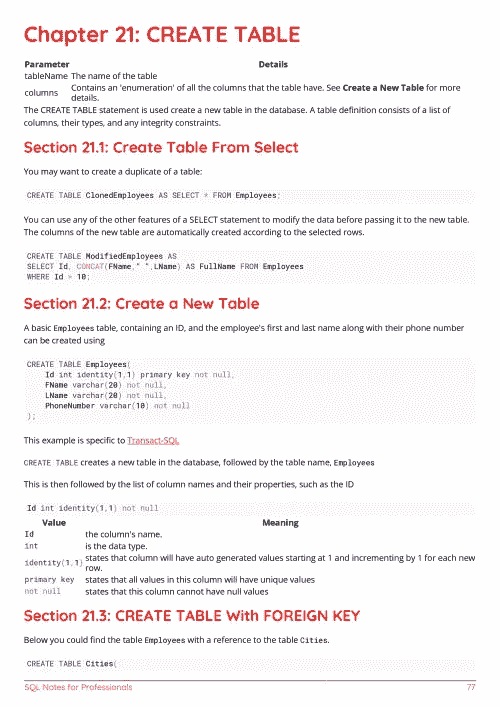 Chapter 21: CREATE TABLE
Parameter Details
tableName The name of the table
columns Contains an 'enumeration' of all the columns that the table have. See Create a New Table for more
details.
The CREATE TABLE statement is used create a new table in the database. A table definition consists of a list of
columns, their types, and any integrity constraints.
Section 21.1: Create Table From Select
You may want to create a duplicate of a table:
CREATE TABLE ClonedEmployees AS SELECT * FROM Employees;
You can use any of the other features of a SELECT statement to modify the data before passing it to the new table.
The columns of the new table are automatically created according to the selected rows.
CREATE TABLE ModifiedEmployees AS
SELECT Id, CONCAT(FName," ",LName) AS FullName FROM Employees
WHERE Id > 10;
Section 21.2: Create a New Table
A basic Employees table, containing an ID, and the employee's first and last name along with their phone number
can be created using
CREATE TABLE Employees(
Id int identity(1,1) primary key not null,
FName varchar(20) not null,
LName varchar(20) not null,
PhoneNumber varchar(10) not null
);
This example is specific to Transact-SQL
CREATE TABLE creates a new table in the database, followed by the table name, Employees
This is then followed by the list of column names and their properties, such as the ID
Id int identity(1,1) not null
Value Meaning
Id the column's name.
int is the data type.
identity(1,1) states that column will have auto generated values starting at 1 and incrementing by 1 for each new
row.
primary key states that all values in this column will have unique values
not null states that this column cannot have null values
Section 21.3: CREATE TABLE With FOREIGN KEY
Below you could find the table Employees with a reference to the table Cities.
CREATE TABLE Cities(
SQL Notes for Professionals 77